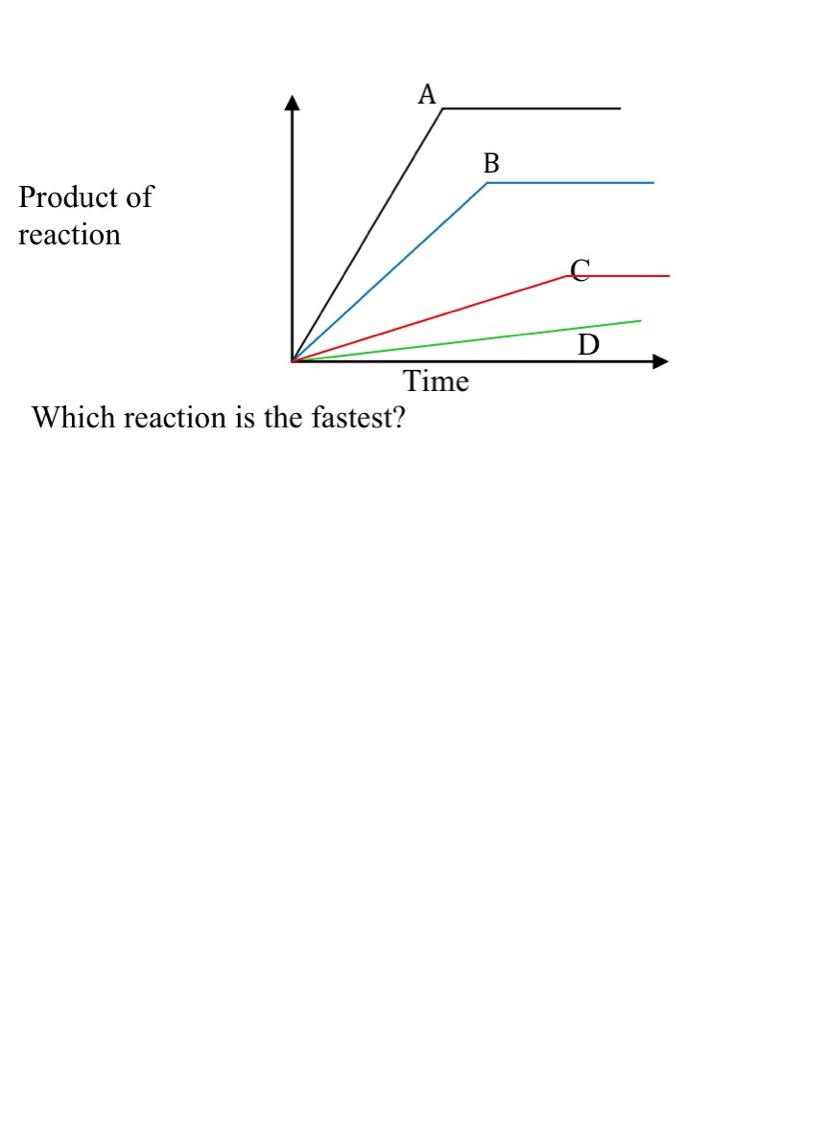 A
B
Product of
reaction
C
D
Time
Which reaction is the fastest?